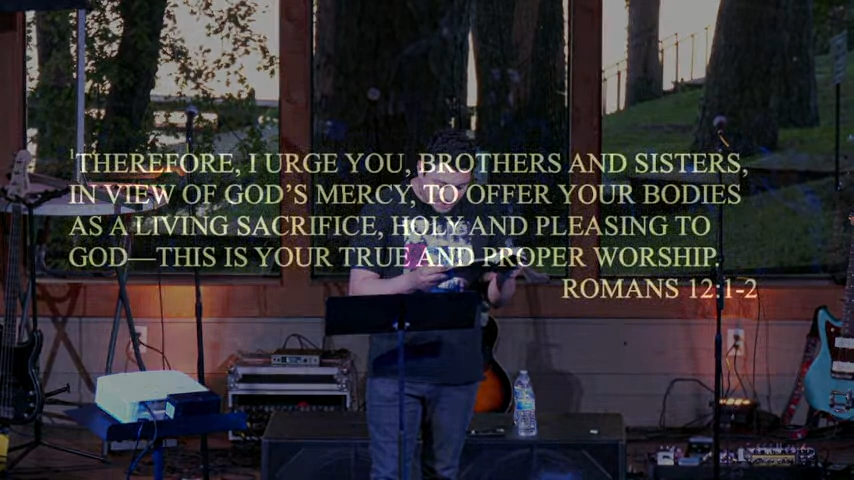 ¹THEREFORE, I URGE YOU, BROTHERS AND SISTERS,
IN VIEW OF GOD’S MERCY, TO OFFER YOUR BODIES
AS A LIVING SACRIFICE, HOLY AND PLEASING TO
GOD—THIS IS YOUR TRUE AND PROPER WORSHIP.
ROMANS 12:1-2